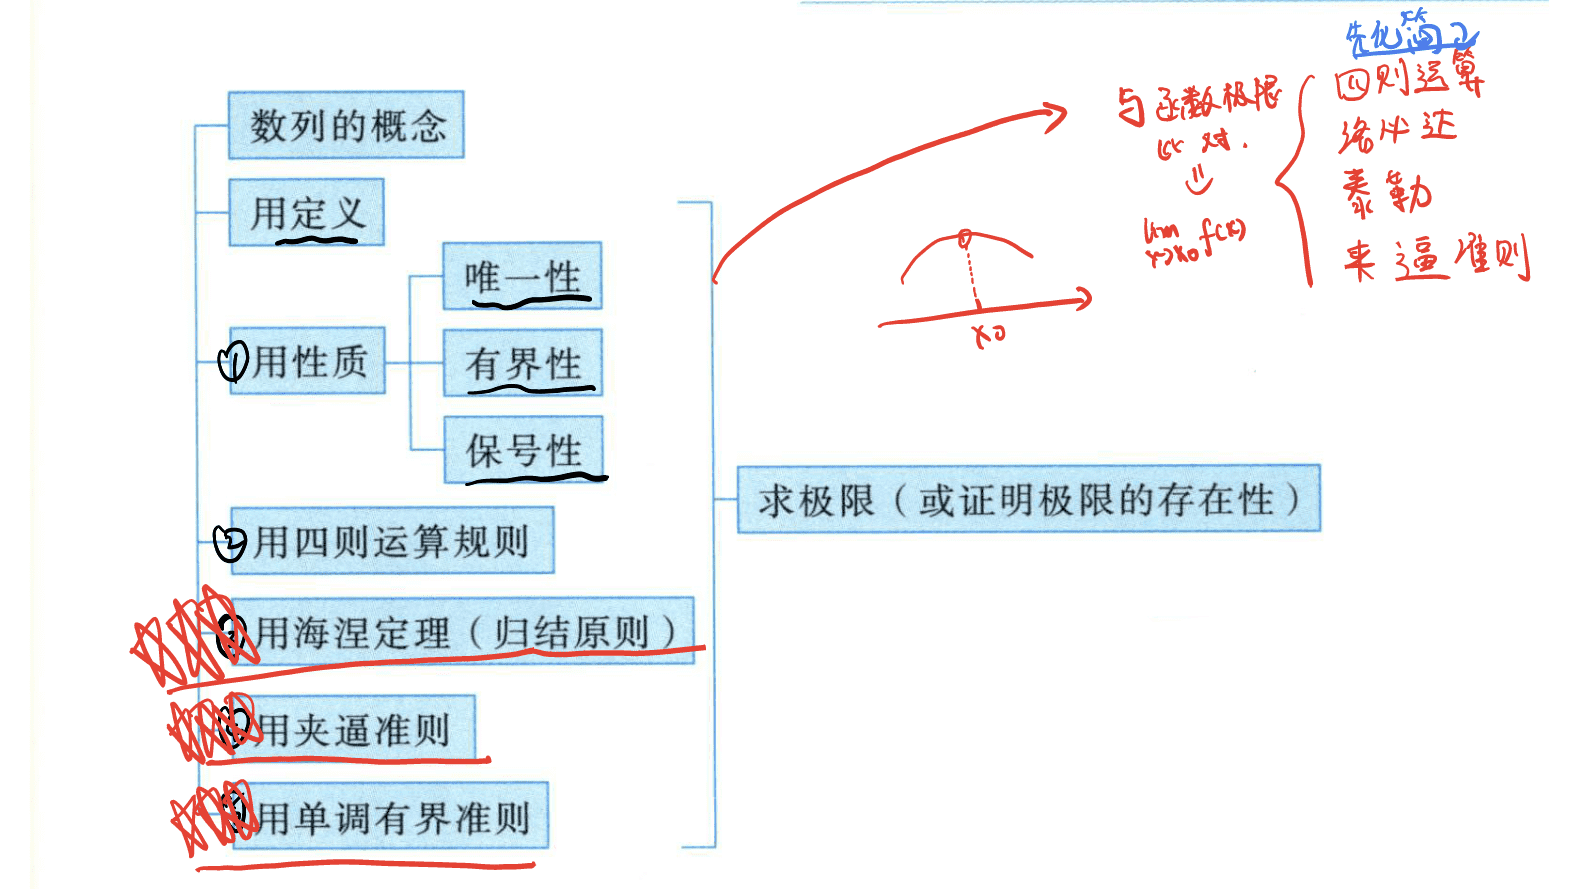 数列的概念
用定义
①用性质
唯一性
有界性
保号性
②用四则运算规则
③用海涅定理（归结原则）
④用夹逼准则
⑤用单调有界准则
求极限（或证明极限的存在性）
与函数极限
比对.
lim f(x)
x→x0
x0
先化简
四则运算
洛必达
泰勒
夹逼准则